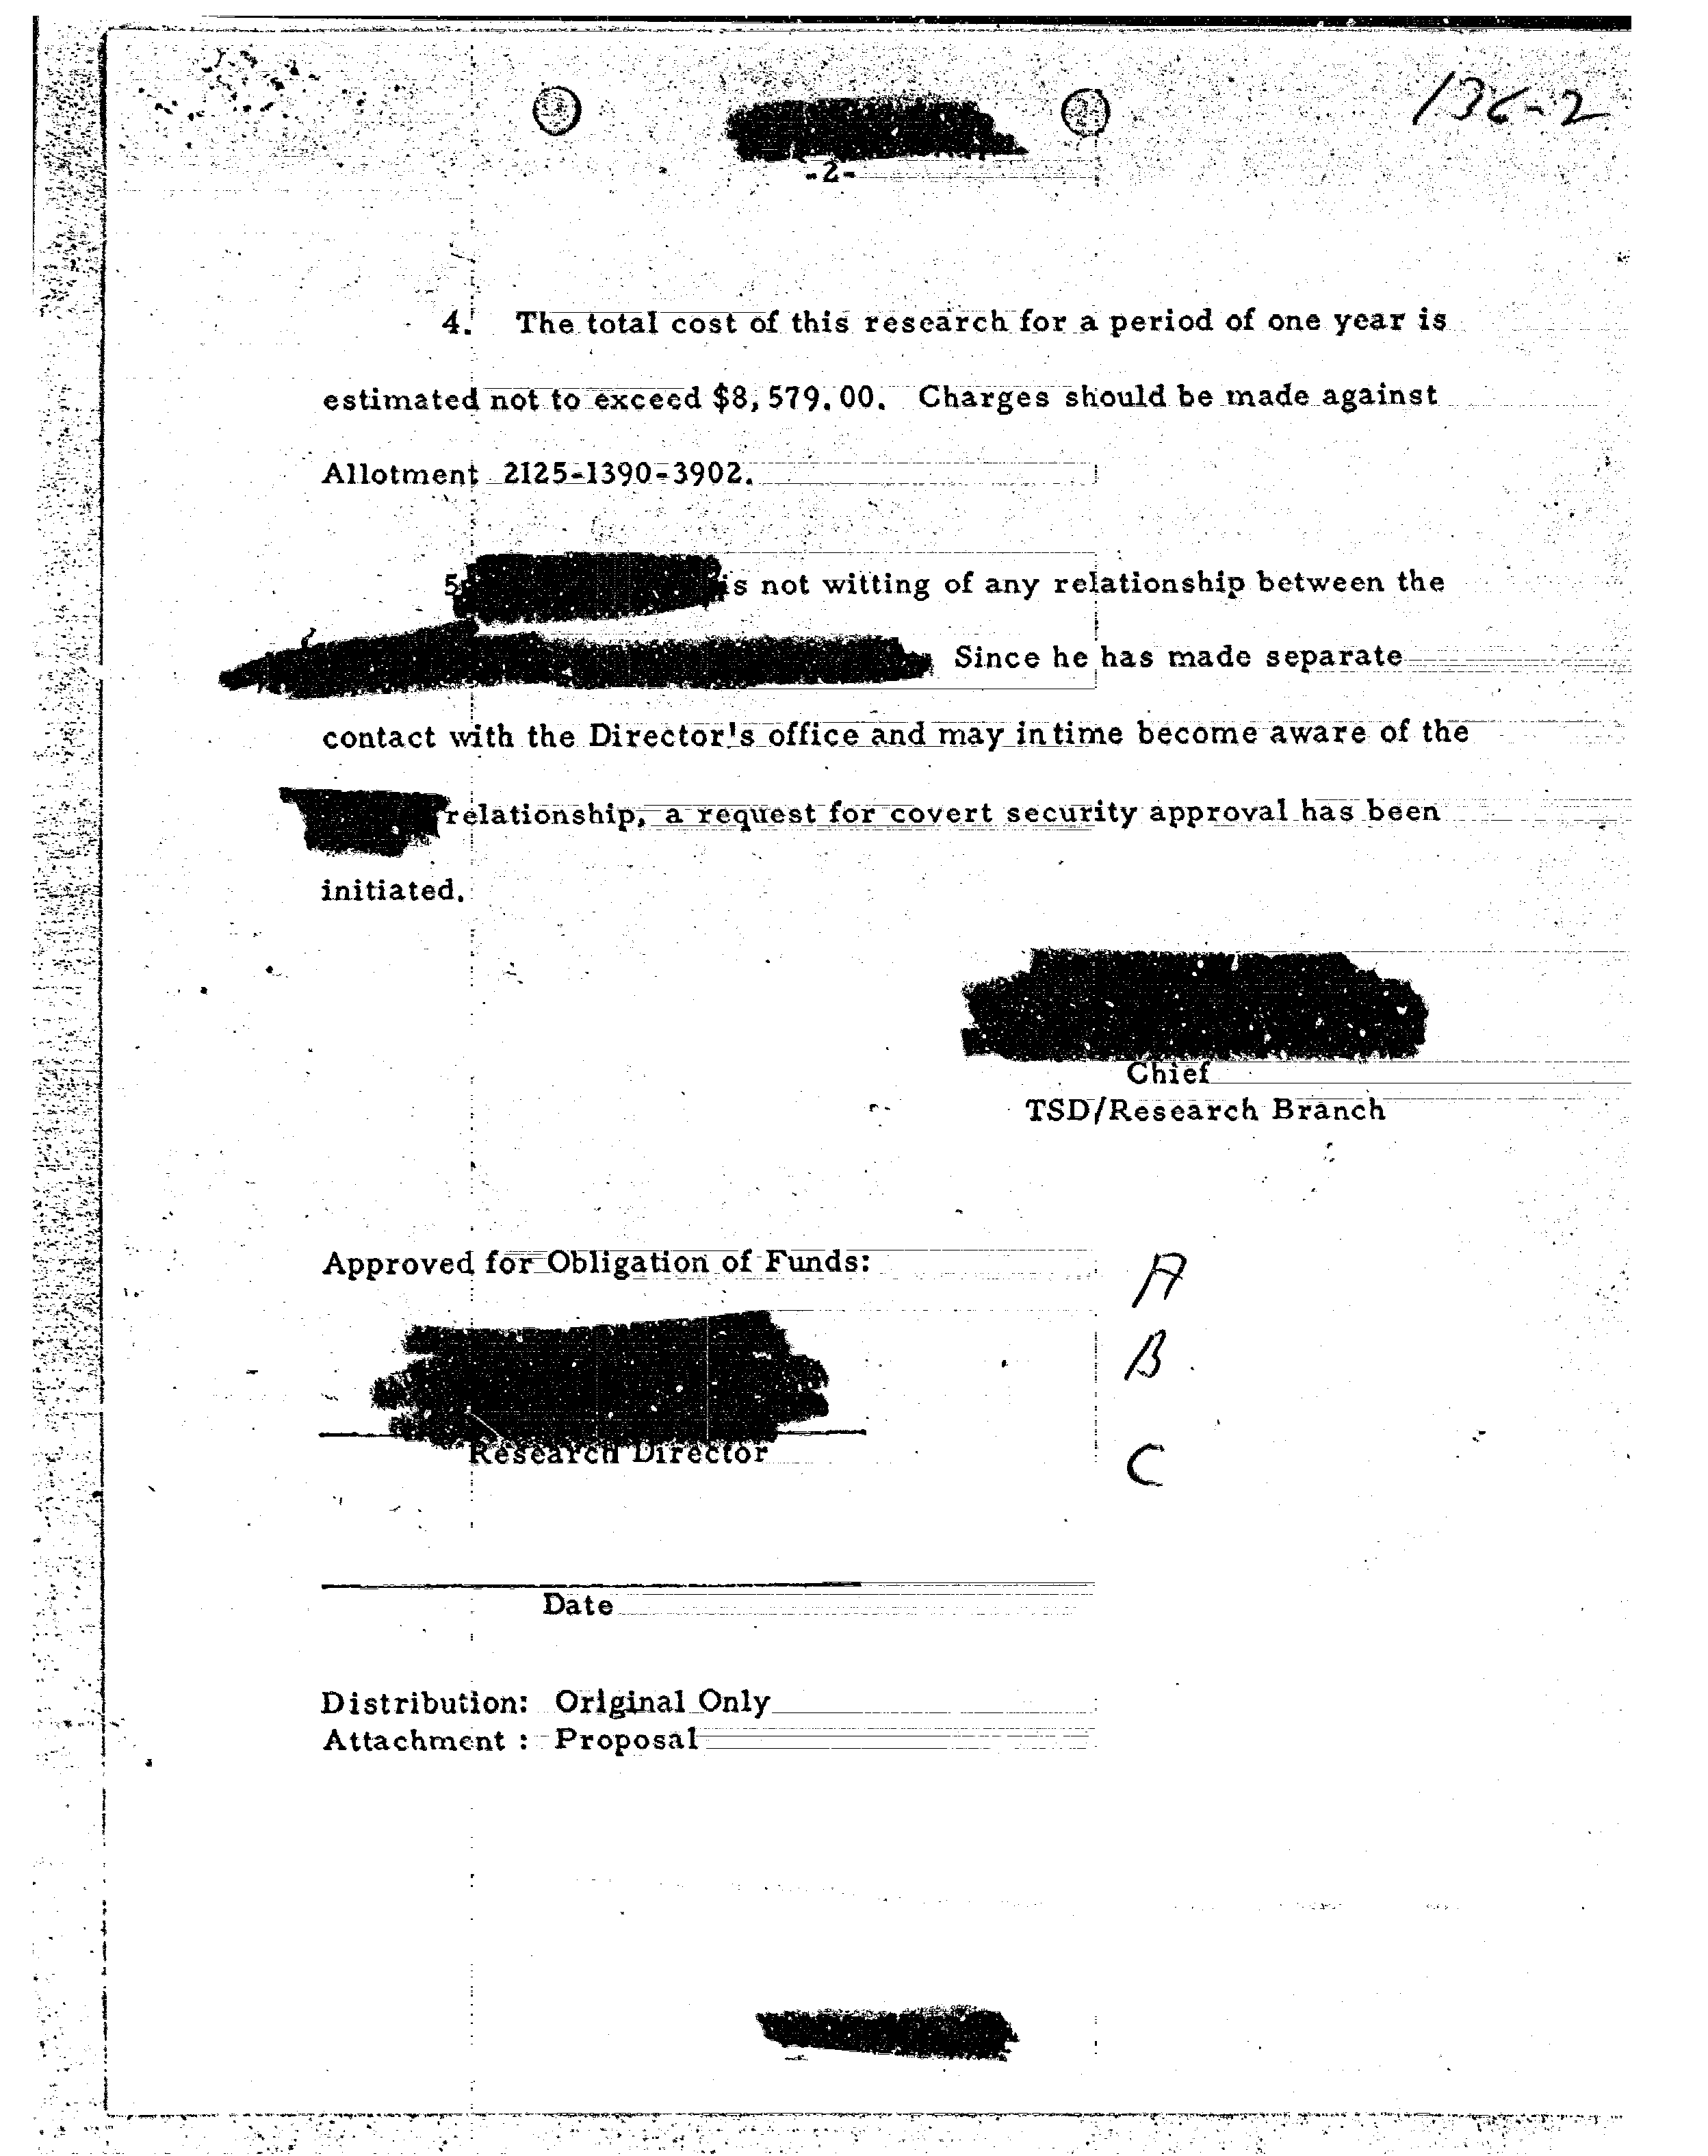 136-2
-2-
4. The total cost of this research for a period of one year is
estimated not to exceed $8,579.00. Charges should be made against
Allotment 2125-1390-3902.
5. is not witting of any relationship between the
Since he has made separate
contact with the Director's office and may in time become aware of the
relationship, a request for covert security approval has been
initiated.
Chief
TSD/Research Branch
Approved for Obligation of Funds:
A
B
Research Director
C
Date
Distribution: Original Only
Attachment : Proposal